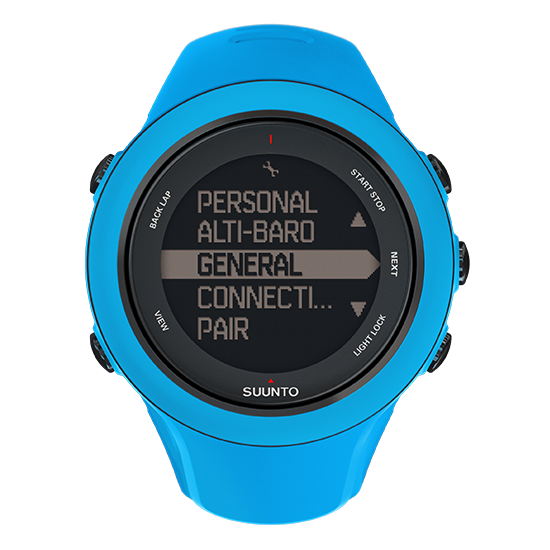 BACK LAP
START STOP
PERSONAL
ALTI-BARO
GENERAL
NEXT
CONNECTI...
PAIR
VIEW
LIGHT LOCK
SUUNTO